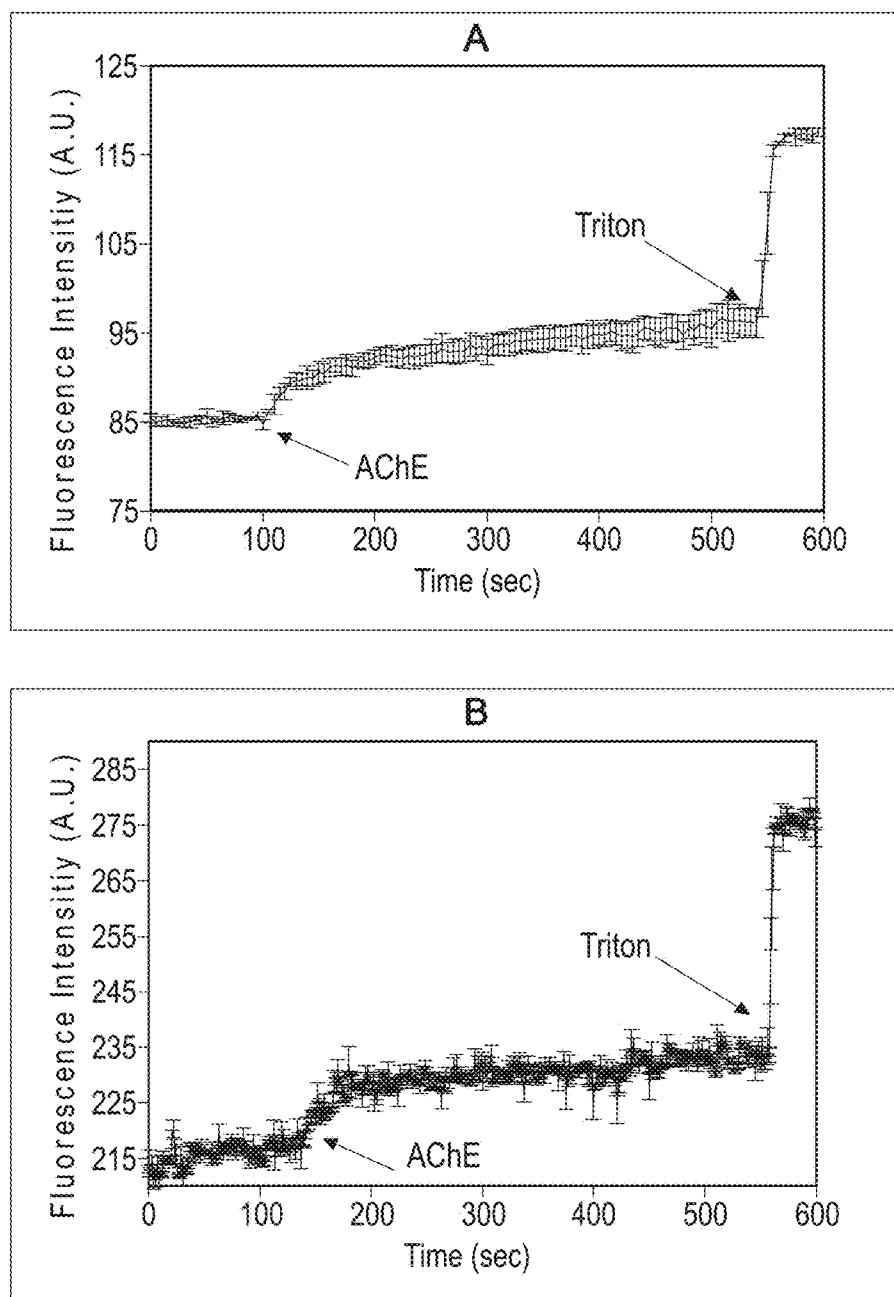 A
Fluorescence Intensitiy (A.U.)
125
115
105
95
85
75
Triton
AChE
0 100 200 300 400 500 600
Time (sec)
B
Fluorescence Intensitiy (A.U.)
285
275
265
255
245
235
225
215
Triton
AChE
0 100 200 300 400 500 600
Time (sec)